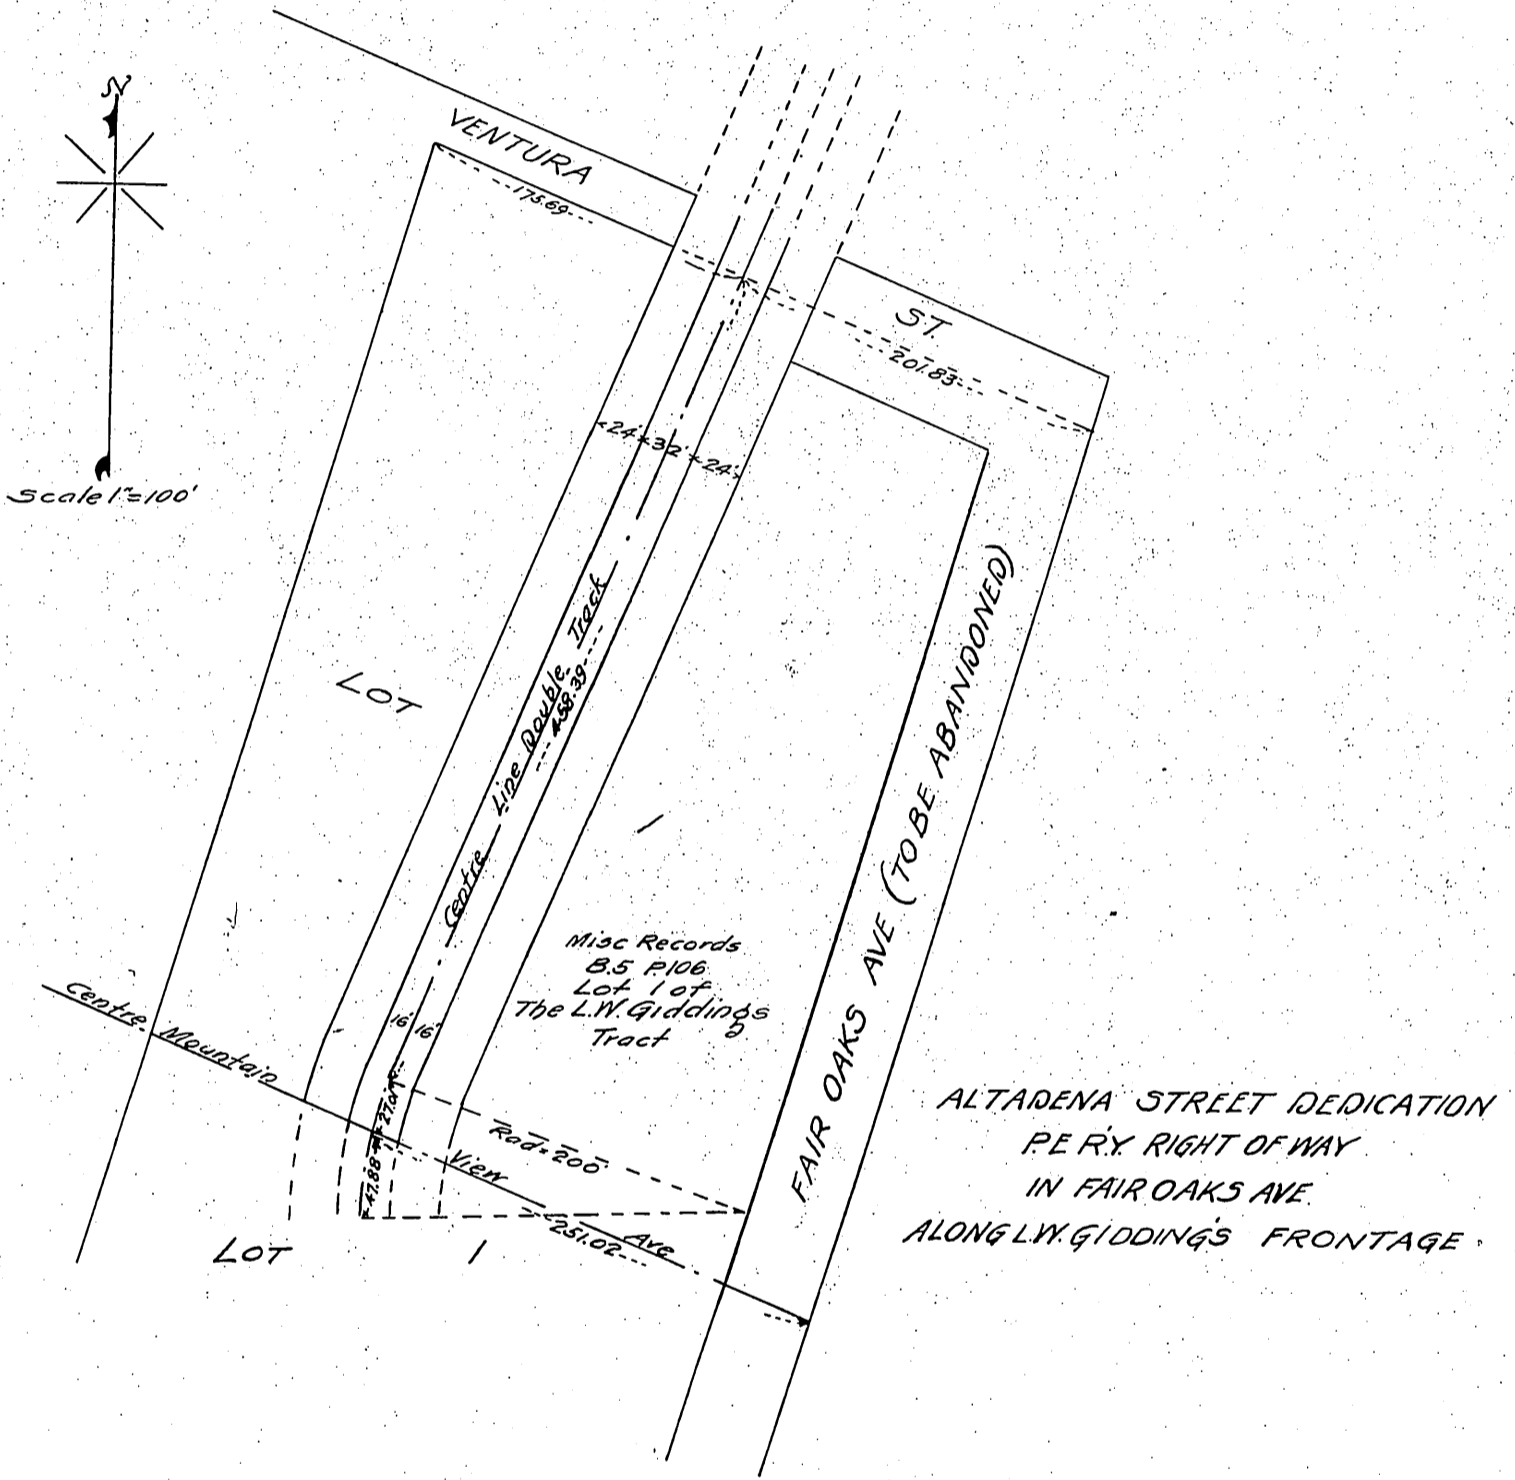 N
VENTURA
175.69
ST.
201.83
24' 32' 24'
Scale 1"=100'
Centre Line Double Track
458.39
LOT
1
FAIR OAKS AVE (TO BE ABANDONED)
Misc Records
B.5 P.106
Lot 1 of
The L.W. Giddings
Tract
16' 16'
Centre Mountain View Ave
47.88
27.01
Rad=200
251.02
LOT 1
ALTADENA STREET DEDICATION
P.E R'Y. RIGHT OF WAY
IN FAIR OAKS AVE.
ALONG L.W. GIDDING'S FRONTAGE.